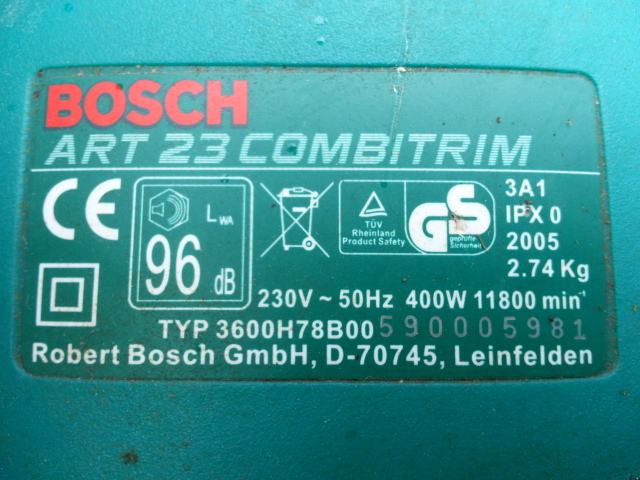 BOSCH
ART 23 COMBITRIM
CE
LWA
96 dB
TÜV
Rheinland
Product Safety
GS
geprüfte
Sicherheit
3A1
IPX 0
2005
2.74 Kg
230V ~ 50Hz 400W 11800 min⁻¹
TYP 3600H78B00 590005981
Robert Bosch GmbH, D-70745, Leinfelden